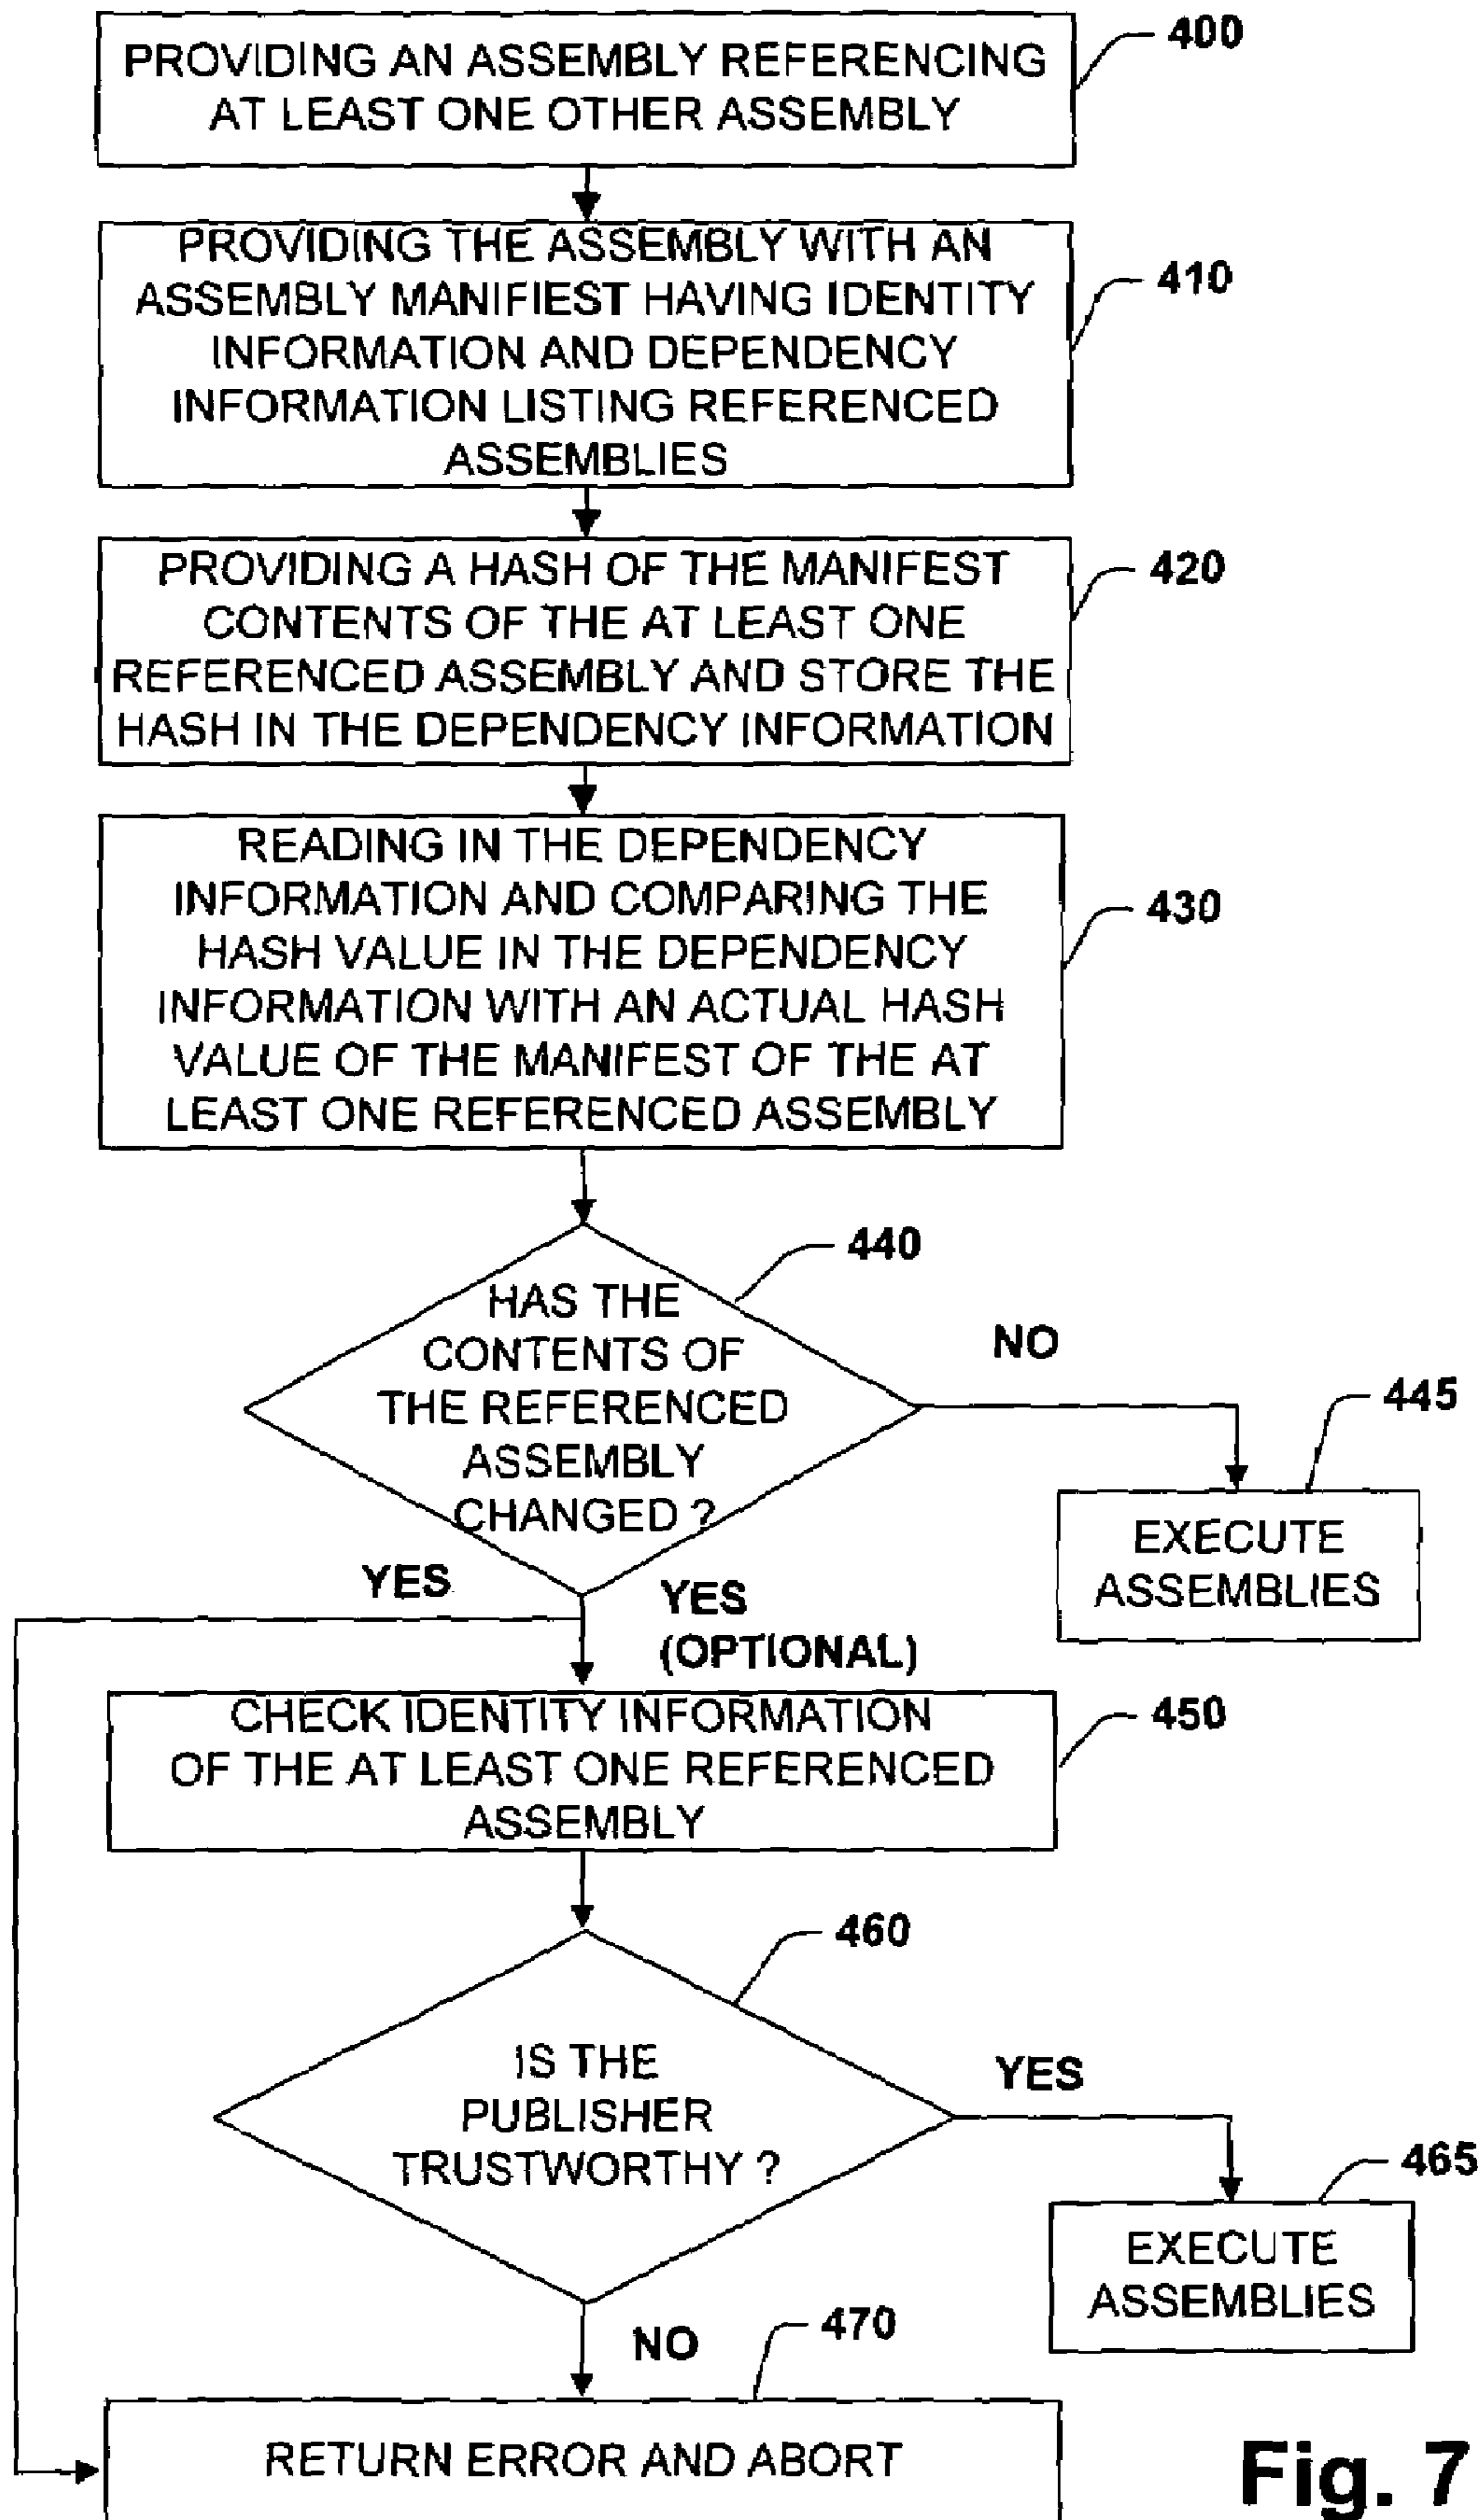 PROVIDING AN ASSEMBLY REFERENCING
AT LEAST ONE OTHER ASSEMBLY
400
PROVIDING THE ASSEMBLY WITH AN
ASSEMBLY MANIFIEST HAVING IDENTITY
INFORMATION AND DEPENDENCY
INFORMATION LISTING REFERENCED
ASSEMBLIES
410
PROVIDING A HASH OF THE MANIFEST
CONTENTS OF THE AT LEAST ONE
REFERENCED ASSEMBLY AND STORE THE
HASH IN THE DEPENDENCY INFORMATION
420
READING IN THE DEPENDENCY
INFORMATION AND COMPARING THE
HASH VALUE IN THE DEPENDENCY
INFORMATION WITH AN ACTUAL HASH
VALUE OF THE MANIFEST OF THE AT
LEAST ONE REFERENCED ASSEMBLY
430
HAS THE
CONTENTS OF
THE REFERENCED
ASSEMBLY
CHANGED ?
440
NO
445
EXECUTE
ASSEMBLIES
YES
YES
(OPTIONAL)
CHECK IDENTITY INFORMATION
OF THE AT LEAST ONE REFERENCED
ASSEMBLY
450
IS THE
PUBLISHER
TRUSTWORTHY ?
460
YES
465
EXECUTE
ASSEMBLIES
NO
470
RETURN ERROR AND ABORT
Fig. 7